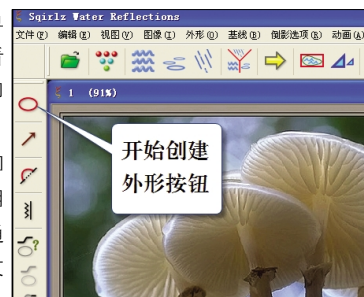 Sqirlz Water Reflections
文件(F) 编辑(E) 视图(V) 图像(I) 外形(O) 基线(B) 倒影选项(R) 动画(A)
1 (91%)
开始创建
外形按钮